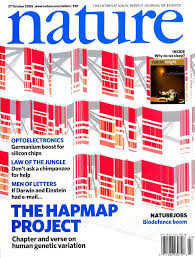 27 October 2005 www.nature.com/nature £10
THE INTERNATIONAL WEEKLY JOURNAL OF SCIENCE
nature
INSIDE
Why do we sleep?
OPTOELECTRONICS
Germanium boost for
silicon chips
LAW OF THE JUNGLE
Don't ask a chimpanzee
for help
MEN OF LETTERS
If Darwin and Einstein
had e-mail...
THE HAPMAP
PROJECT
Chapter and verse on
human genetic variation
NATUREJOBS
Biodefence boom